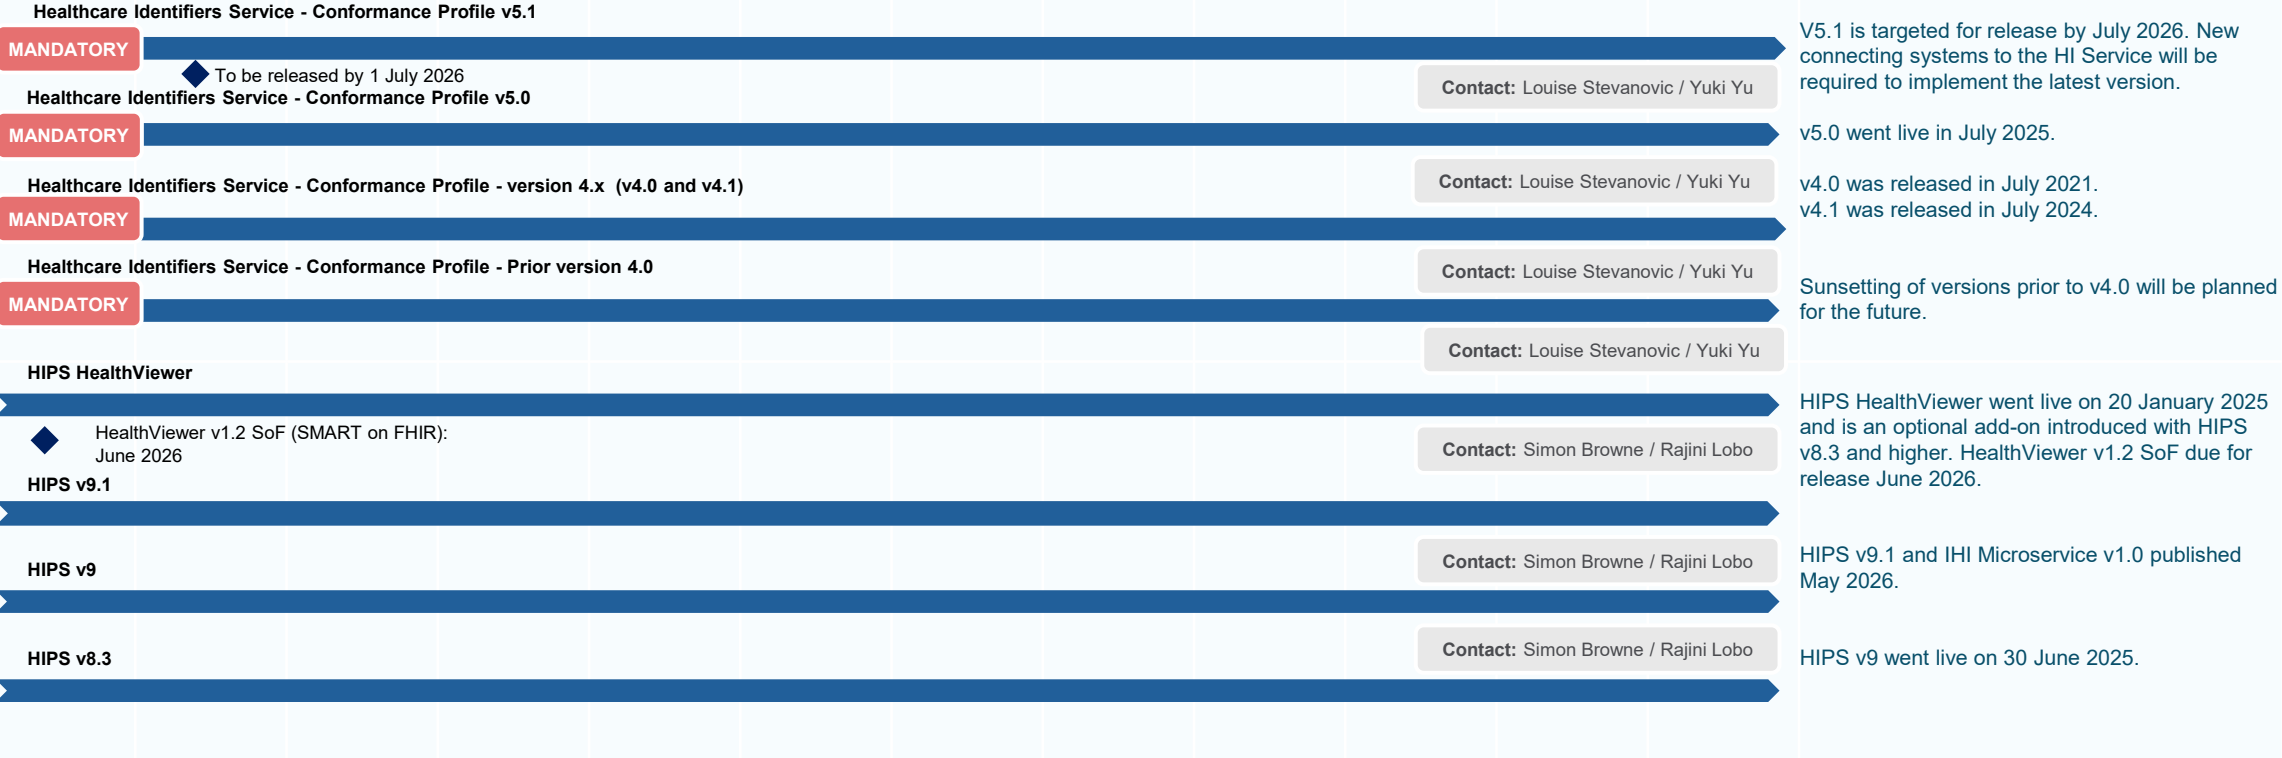 Healthcare Identifiers Service - Conformance Profile v5.1
MANDATORY
To be released by 1 July 2026
Contact: Louise Stevanovic / Yuki Yu
V5.1 is targeted for release by July 2026. New
connecting systems to the HI Service will be
required to implement the latest version.
Healthcare Identifiers Service - Conformance Profile v5.0
MANDATORY
v5.0 went live in July 2025.
Contact: Louise Stevanovic / Yuki Yu
Healthcare Identifiers Service - Conformance Profile - version 4.x (v4.0 and v4.1)
MANDATORY
v4.0 was released in July 2021.
v4.1 was released in July 2024.
Contact: Louise Stevanovic / Yuki Yu
Healthcare Identifiers Service - Conformance Profile - Prior version 4.0
MANDATORY
Sunsetting of versions prior to v4.0 will be planned
for the future.
Contact: Louise Stevanovic / Yuki Yu
HIPS HealthViewer
HealthViewer v1.2 SoF (SMART on FHIR):
June 2026
Contact: Simon Browne / Rajini Lobo
HIPS HealthViewer went live on 20 January 2025
and is an optional add-on introduced with HIPS
v8.3 and higher. HealthViewer v1.2 SoF due for
release June 2026.
HIPS v9.1
Contact: Simon Browne / Rajini Lobo
HIPS v9.1 and IHI Microservice v1.0 published
May 2026.
HIPS v9
Contact: Simon Browne / Rajini Lobo
HIPS v9 went live on 30 June 2025.
HIPS v8.3